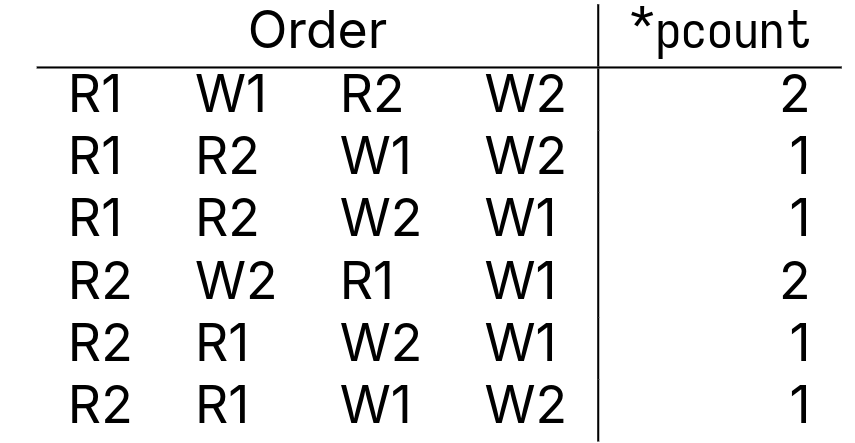 Order *pcount
R1 W1 R2 W2 2
R1 R2 W1 W2 1
R1 R2 W2 W1 1
R2 W2 R1 W1 2
R2 R1 W2 W1 1
R2 R1 W1 W2 1